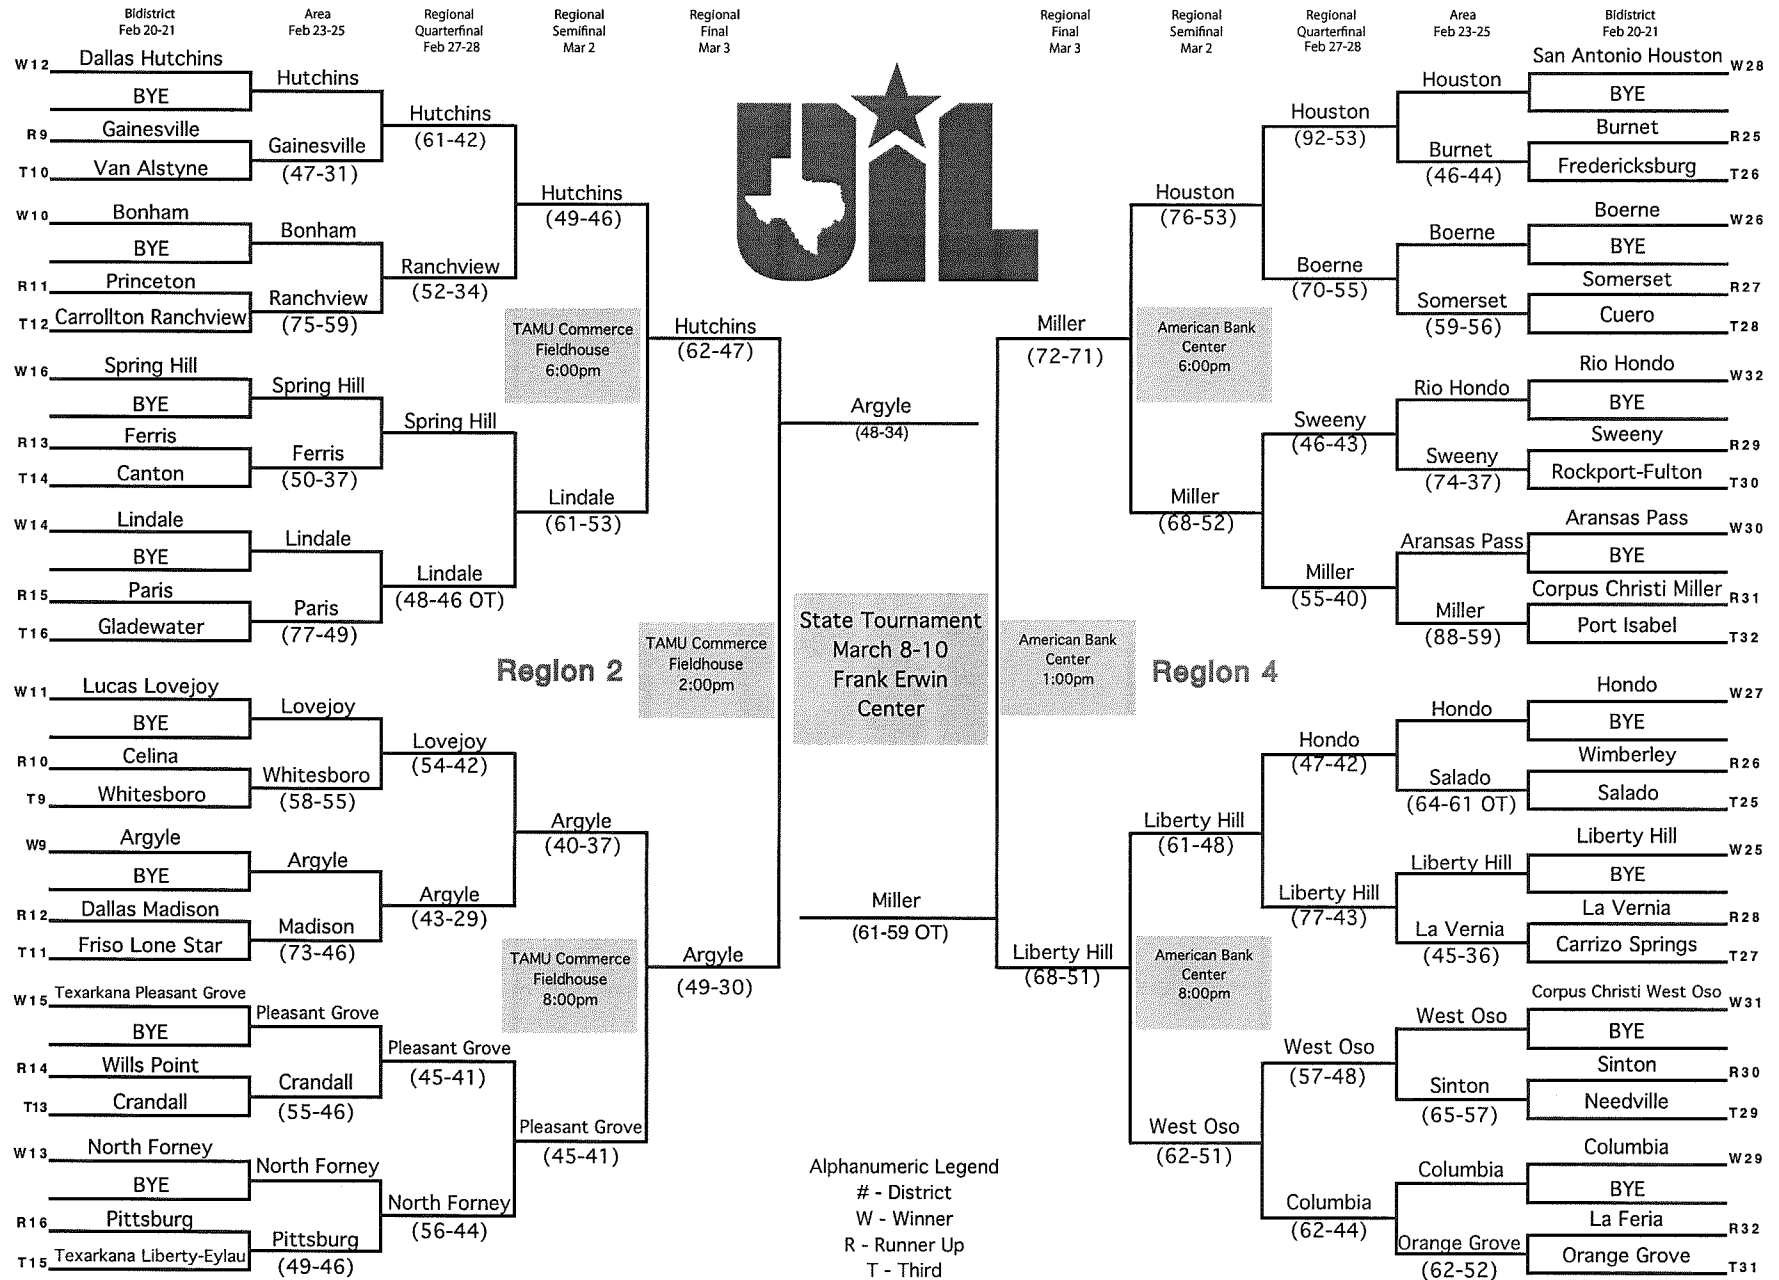 Bidistrict
Feb 20-21
Area
Feb 23-25
Regional
Quarterfinal
Feb 27-28
Regional
Semifinal
Mar 2
Regional
Final
Mar 3
Regional
Final
Mar 3
Regional
Semifinal
Mar 2
Regional
Quarterfinal
Feb 27-28
Area
Feb 23-25
Bidistrict
Feb 20-21
W12 Dallas Hutchins
BYE
R9 Gainesville
T10 Van Alstyne
W10 Bonham
BYE
R11 Princeton
T12 Carrollton Ranchview
W16 Spring Hill
BYE
R13 Ferris
T14 Canton
W14 Lindale
BYE
R15 Paris
T16 Gladewater
W11 Lucas Lovejoy
BYE
R10 Celina
T9 Whitesboro
W9 Argyle
BYE
R12 Dallas Madison
T11 Friso Lone Star
W15 Texarkana Pleasant Grove
BYE
R14 Wills Point
T13 Crandall
W13 North Forney
BYE
R16 Pittsburg
T15 Texarkana Liberty-Eylau
Hutchins
Gainesville
(47-31)
Bonham
Ranchview
(75-59)
Spring Hill
Ferris
(50-37)
Lindale
Paris
(77-49)
Lovejoy
Whitesboro
(58-55)
Argyle
Madison
(73-46)
Pleasant Grove
Crandall
(55-46)
North Forney
Pittsburg
(49-46)
Hutchins
(61-42)
Ranchview
(52-34)
Spring Hill
Lindale
(48-46 OT)
Lovejoy
(54-42)
Argyle
(43-29)
Pleasant Grove
(45-41)
North Forney
(56-44)
Hutchins
(49-46)
TAMU Commerce
Fieldhouse
6:00pm
Lindale
(61-53)
Region 2
Argyle
(40-37)
TAMU Commerce
Fieldhouse
8:00pm
Pleasant Grove
(45-41)
Hutchins
(62-47)
TAMU Commerce
Fieldhouse
2:00pm
Argyle
(49-30)
UIL
Argyle
(48-34)
State Tournament
March 8-10
Frank Erwin
Center
Miller
(61-59 OT)
Alphanumeric Legend
# - District
W - Winner
R - Runner Up
T - Third
Miller
(72-71)
American Bank
Center
1:00pm
Liberty Hill
(68-51)
Houston
(76-53)
American Bank
Center
6:00pm
Miller
(68-52)
Region 4
Liberty Hill
(61-48)
American Bank
Center
8:00pm
West Oso
(62-51)
Houston
(92-53)
Boerne
(70-55)
Sweeny
(46-43)
Miller
(55-40)
Hondo
(47-42)
Liberty Hill
(77-43)
West Oso
(57-48)
Columbia
(62-44)
Houston
Burnet
(46-44)
Boerne
Somerset
(59-56)
Rio Hondo
Sweeny
(74-37)
Aransas Pass
Miller
(88-59)
Hondo
Salado
(64-61 OT)
Liberty Hill
La Vernia
(45-36)
West Oso
Sinton
(65-57)
Columbia
Orange Grove
(62-52)
San Antonio Houston W28
BYE
Burnet R25
Fredericksburg T26
Boerne W26
BYE
Somerset R27
Cuero T28
Rio Hondo W32
BYE
Sweeny R29
Rockport-Fulton T30
Aransas Pass W30
BYE
Corpus Christi Miller R31
Port Isabel T32
Hondo W27
BYE
Wimberley R26
Salado T25
Liberty Hill W25
BYE
La Vernia R28
Carrizo Springs T27
Corpus Christi West Oso W31
BYE
Sinton R30
Needville T29
Columbia W29
BYE
La Feria R32
Orange Grove T31